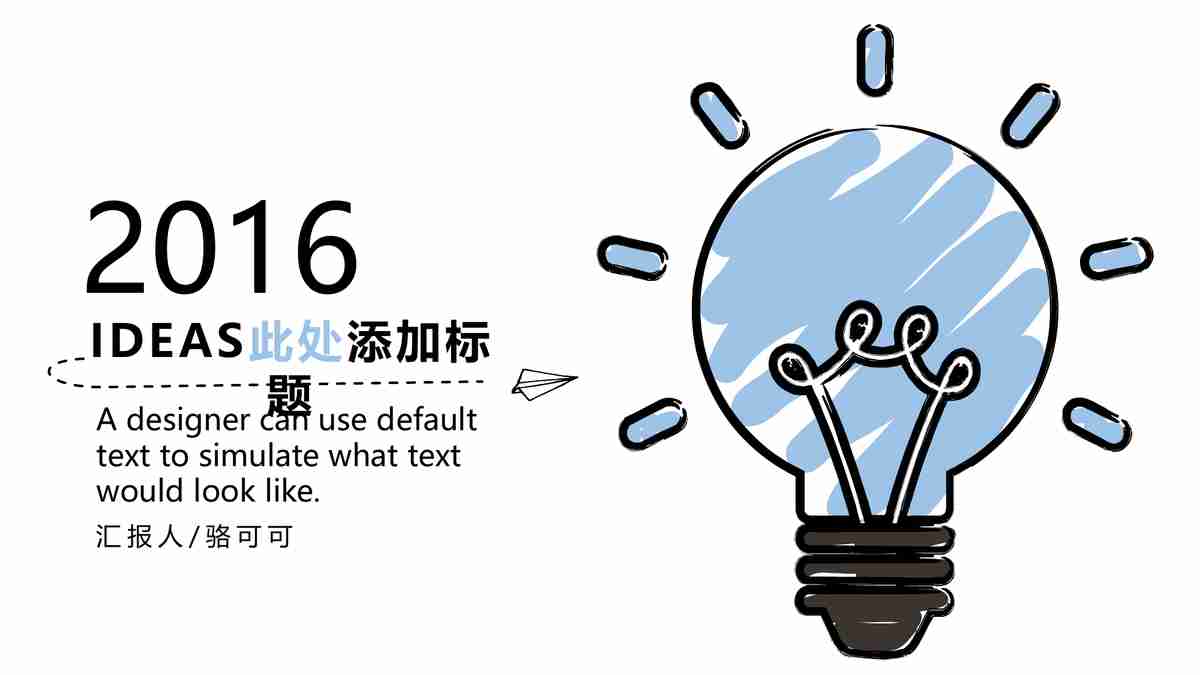 2016
IDEAS此处添加标
题
A designer can use default
text to simulate what text
would look like.
汇报人/骆可可